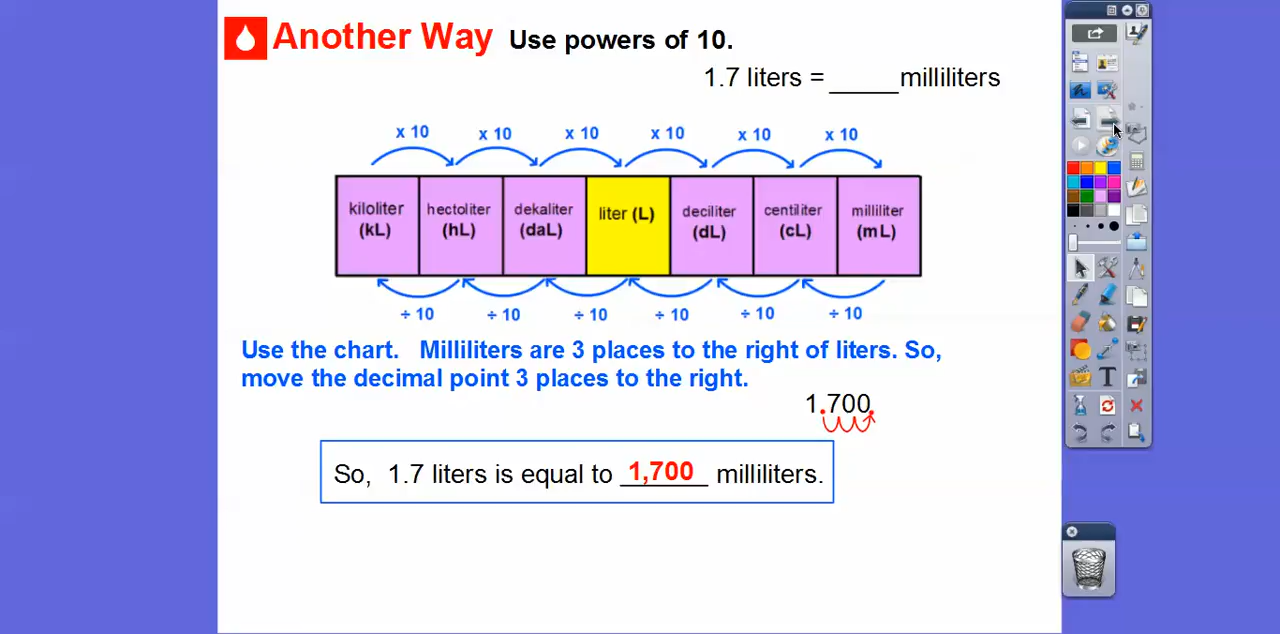 Another Way Use powers of 10.
1.7 liters = _____ milliliters
x 10 x 10 x 10 x 10 x 10 x 10
kiloliter hectoliter dekaliter liter (L) deciliter centiliter milliliter
(kL) (hL) (daL) (dL) (cL) (mL)
÷ 10 ÷ 10 ÷ 10 ÷ 10 ÷ 10 ÷ 10
Use the chart. Milliliters are 3 places to the right of liters. So,
move the decimal point 3 places to the right.
1.700.
So, 1.7 liters is equal to 1,700 milliliters.
T